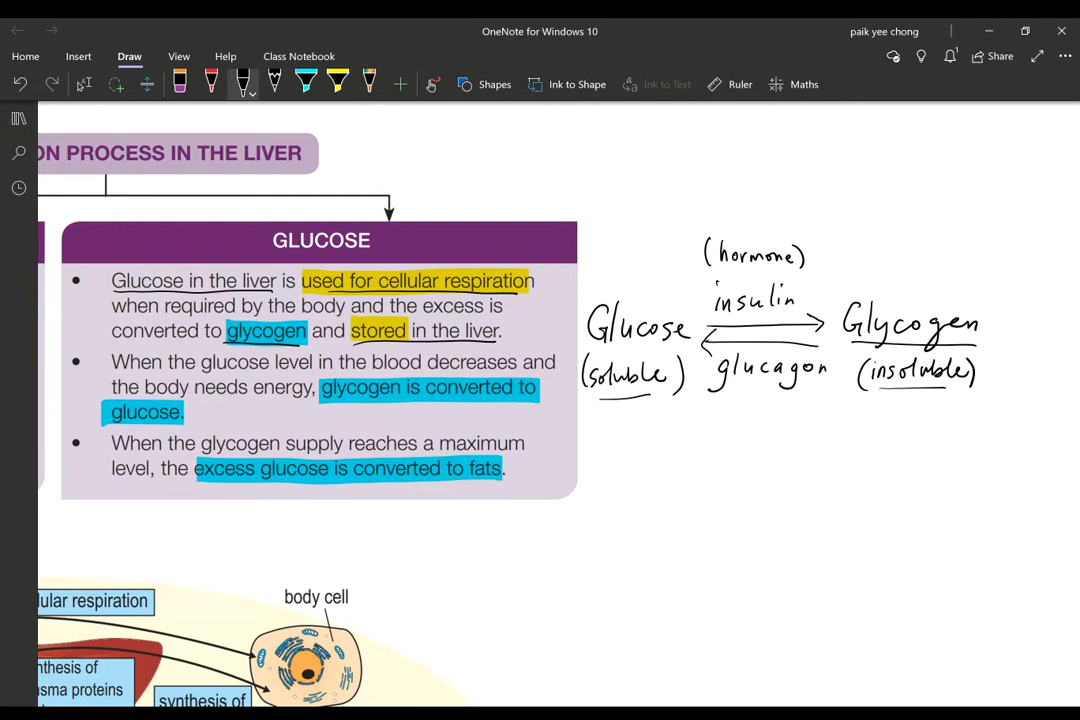 OneNote for Windows 10
paik yee chong
Home Insert Draw View Help Class Notebook
1
Share
Shapes
Ink to Shape
Ink to Text
Ruler
Maths
ON PROCESS IN THE LIVER
GLUCOSE
• Glucose in the liver is used for cellular respiration
when required by the body and the excess is
converted to glycogen and stored in the liver.
• When the glucose level in the blood decreases and
the body needs energy, glycogen is converted to
glucose.
• When the glycogen supply reaches a maximum
level, the excess glucose is converted to fats.
(hormone)
insulin
Glucose
Glycogen
(soluble)
glucagon
(insoluble)
lular respiration
body cell
nthesis of
asma proteins
synthesis of